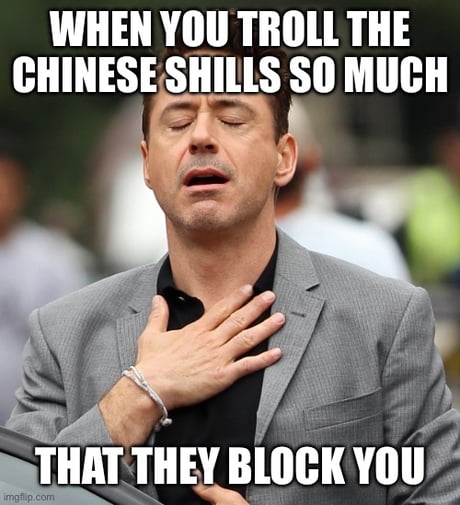 WHEN YOU TROLL THE
CHINESE SHILLS SO MUCH
THAT THEY BLOCK YOU
imgflip.com